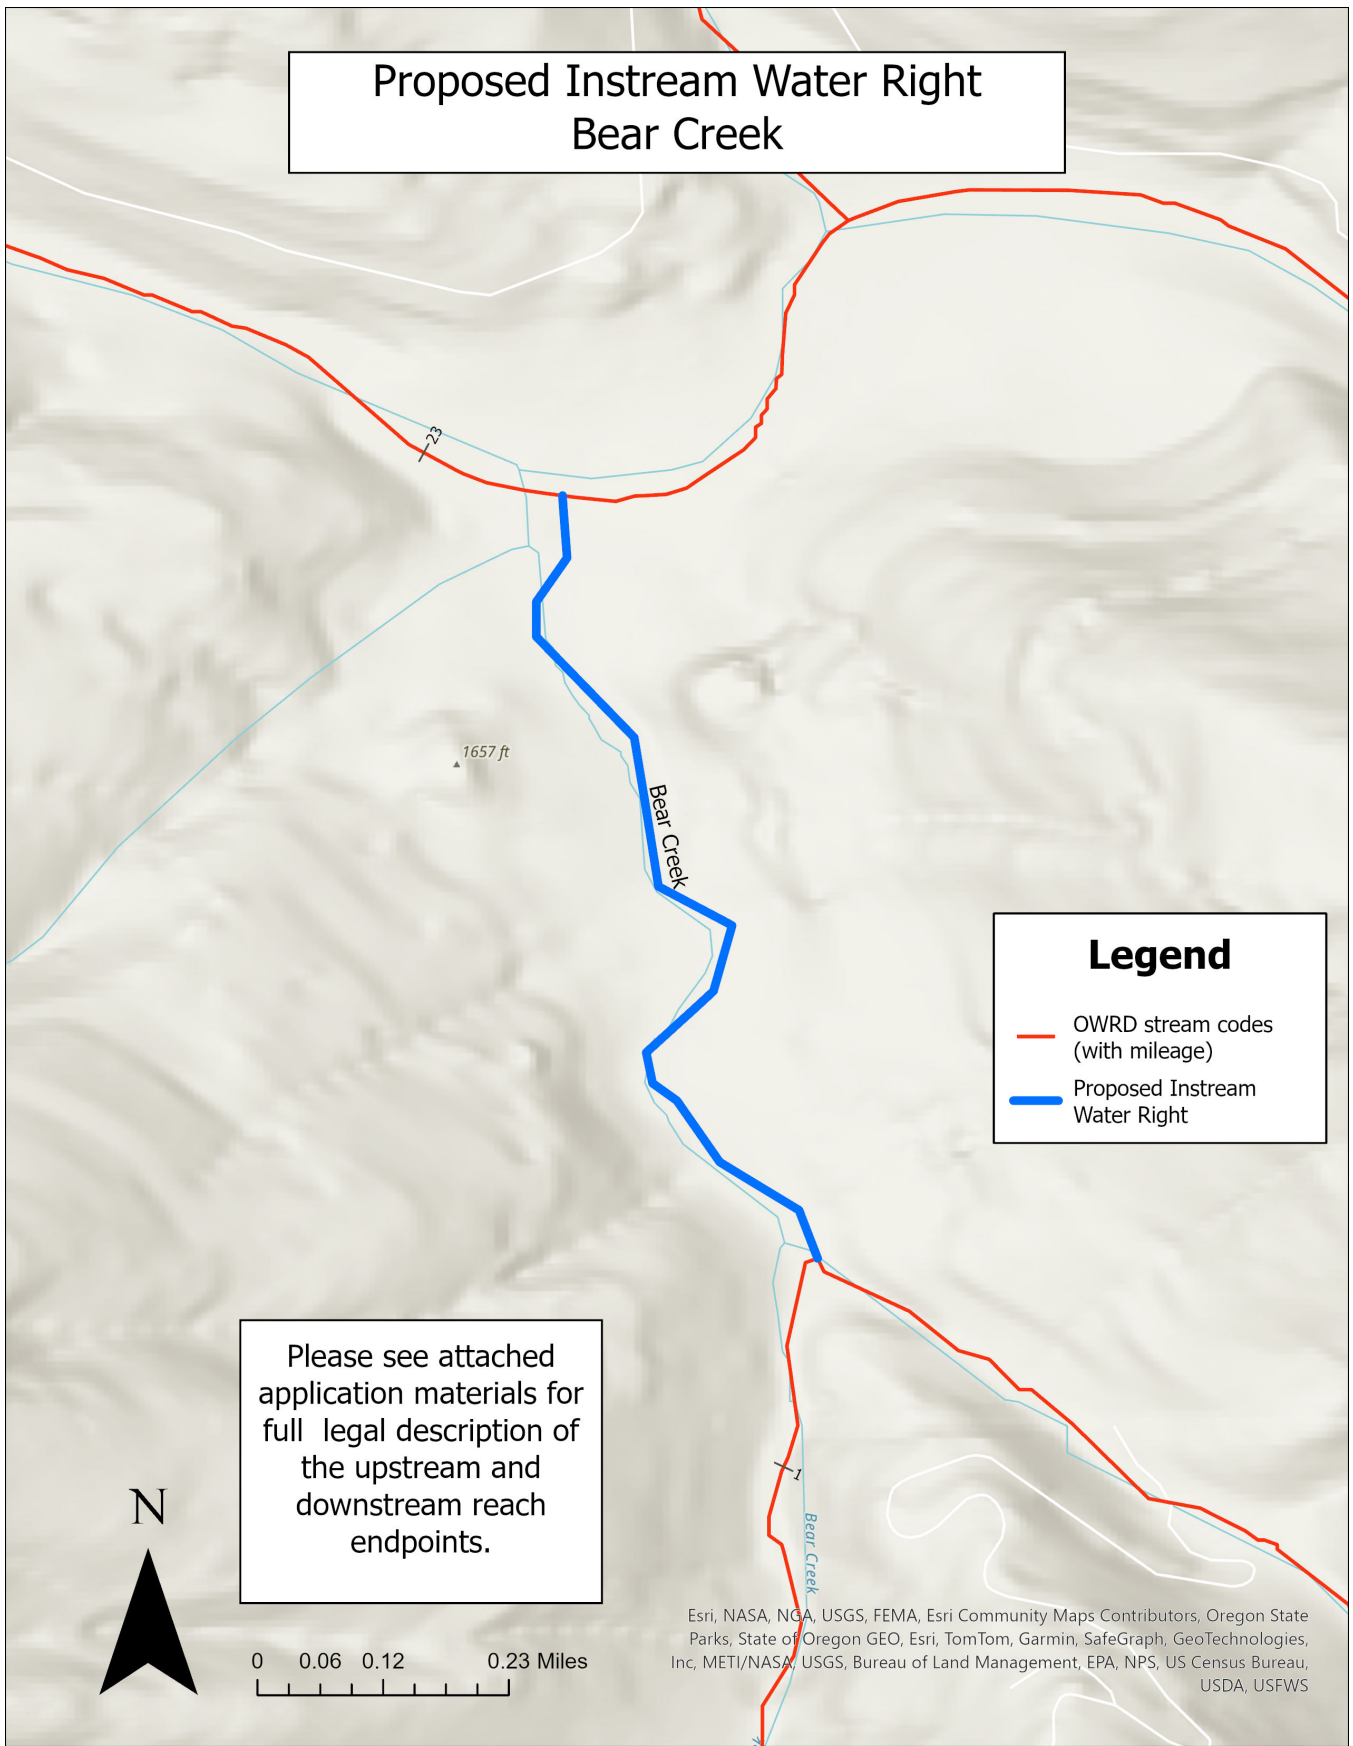 Proposed Instream Water Right
Bear Creek
23
1657 ft
Bear Creek
Legend
OWRD stream codes
(with mileage)
Proposed Instream
Water Right
Please see attached
application materials for
full legal description of
the upstream and
downstream reach
endpoints.
1
Bear Creek
N
0 0.06 0.12 0.23 Miles
Esri, NASA, NGA, USGS, FEMA, Esri Community Maps Contributors, Oregon State
Parks, State of Oregon GEO, Esri, TomTom, Garmin, SafeGraph, GeoTechnologies,
Inc, METI/NASA, USGS, Bureau of Land Management, EPA, NPS, US Census Bureau,
USDA, USFWS